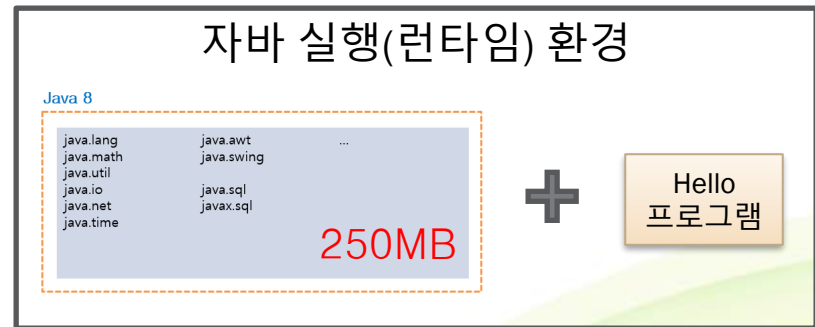 자바 실행(런타임) 환경
Java 8
java.lang
java.math
java.util
java.io
java.net
java.time
java.awt
java.swing
java.sql
javax.sql
...
250MB
Hello
프로그램